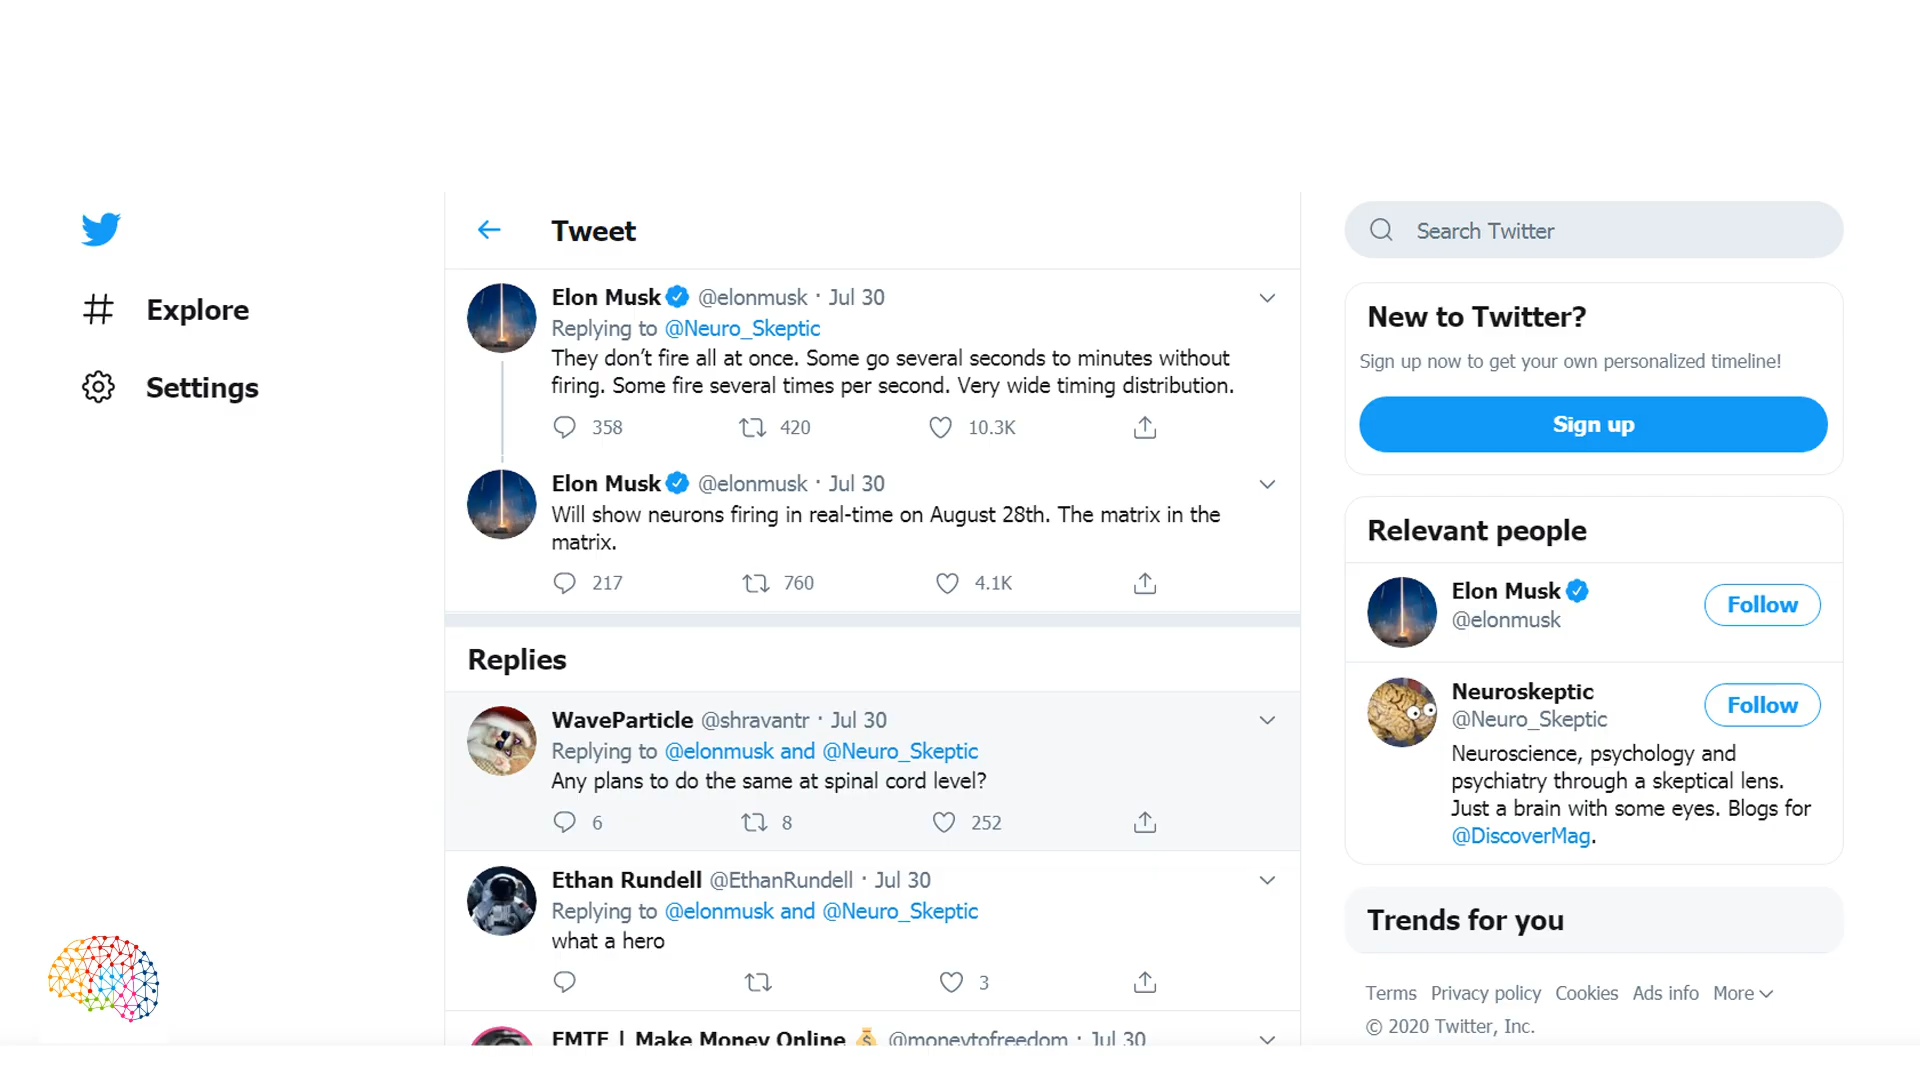 Explore
Settings
Tweet
Elon Musk @elonmusk · Jul 30
Replying to @Neuro_Skeptic
They don’t fire all at once. Some go several seconds to minutes without
firing. Some fire several times per second. Very wide timing distribution.
358 420 10.3K
Elon Musk @elonmusk · Jul 30
Will show neurons firing in real-time on August 28th. The matrix in the
matrix.
217 760 4.1K
Replies
WaveParticle @shravantr · Jul 30
Replying to @elonmusk and @Neuro_Skeptic
Any plans to do the same at spinal cord level?
6 8 252
Ethan Rundell @EthanRundell · Jul 30
Replying to @elonmusk and @Neuro_Skeptic
what a hero
3
FMTF | Make Money Online @moneytofreedom · Jul 30
Search Twitter
New to Twitter?
Sign up now to get your own personalized timeline!
Sign up
Relevant people
Elon Musk
@elonmusk
Follow
Neuroskeptic
@Neuro_Skeptic
Follow
Neuroscience, psychology and
psychiatry through a skeptical lens.
Just a brain with some eyes. Blogs for
@DiscoverMag.
Trends for you
Terms Privacy policy Cookies Ads info More
© 2020 Twitter, Inc.